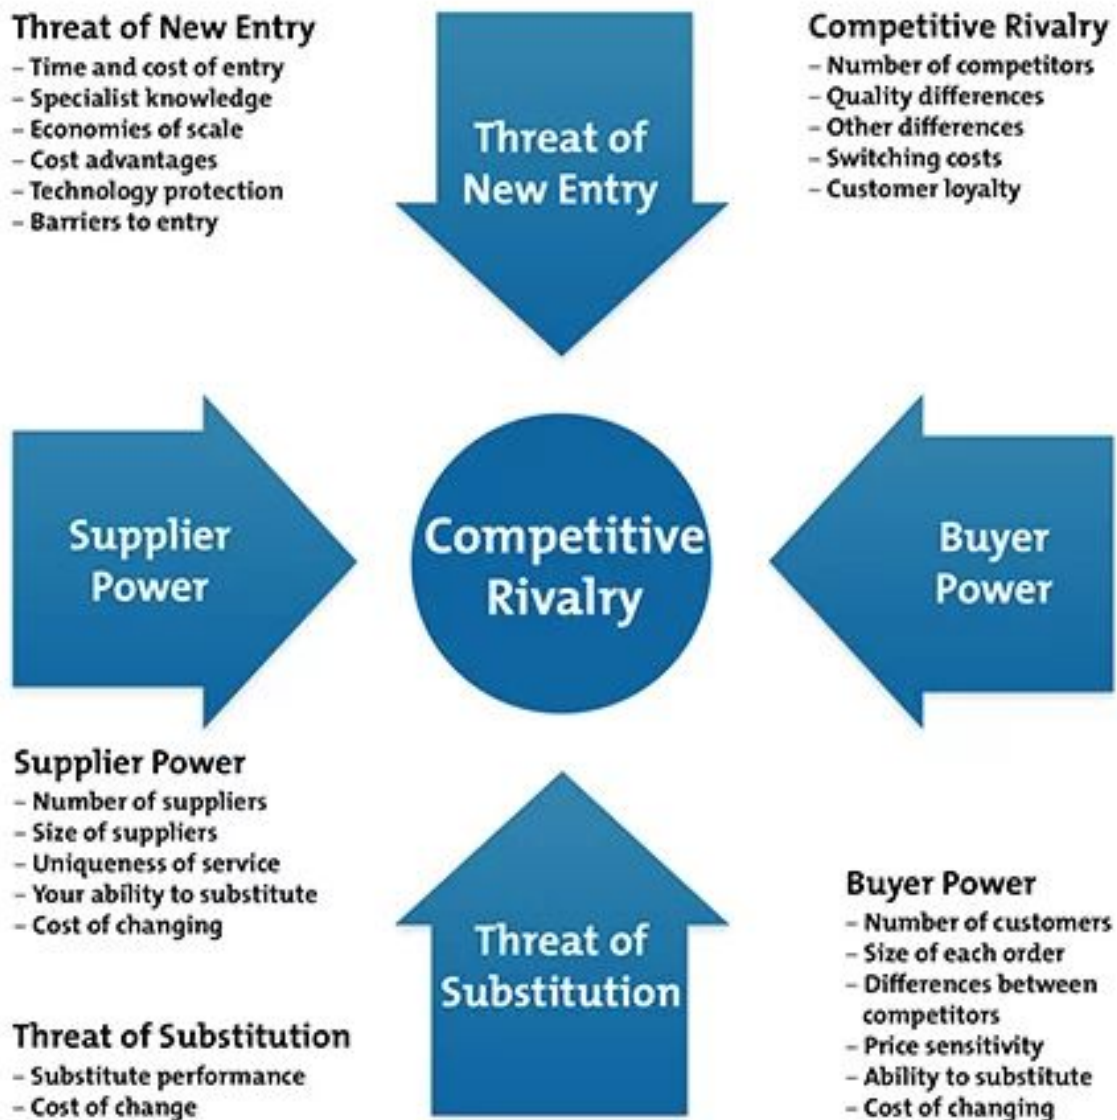 Threat of New Entry
– Time and cost of entry
– Specialist knowledge
– Economies of scale
– Cost advantages
– Technology protection
– Barriers to entry
Threat of
New Entry
Competitive Rivalry
– Number of competitors
– Quality differences
– Other differences
– Switching costs
– Customer loyalty
Supplier
Power
Competitive
Rivalry
Buyer
Power
Supplier Power
– Number of suppliers
– Size of suppliers
– Uniqueness of service
– Your ability to substitute
– Cost of changing
Threat of Substitution
– Substitute performance
– Cost of change
Threat of
Substitution
Buyer Power
– Number of customers
– Size of each order
– Differences between
competitors
– Price sensitivity
– Ability to substitute
– Cost of changing